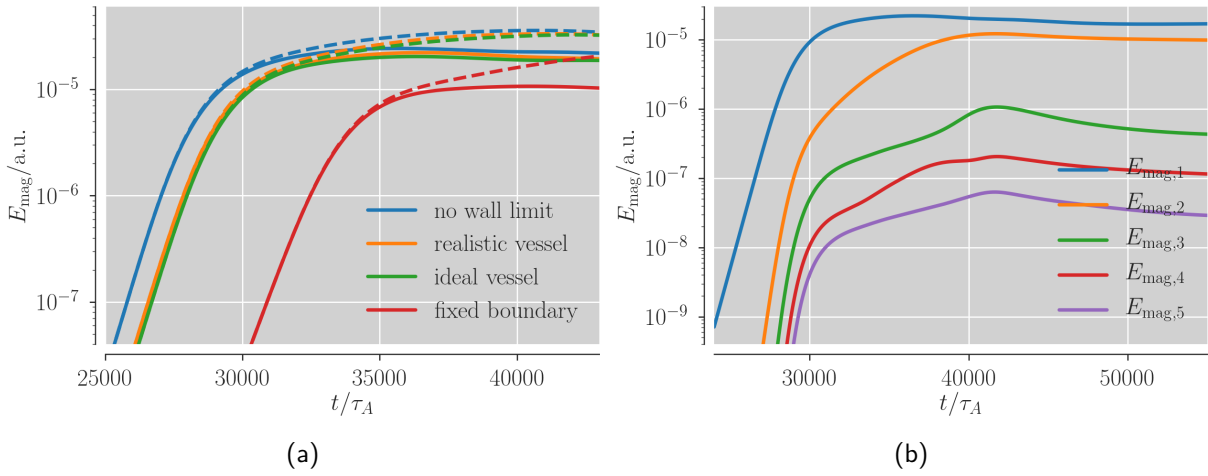 E_mag/a.u.
10⁻⁵
10⁻⁶
10⁻⁷
no wall limit
realistic vessel
ideal vessel
fixed boundary
25000 30000 35000 40000
t/τ_A
(a)
E_mag/a.u.
10⁻⁵
10⁻⁶
10⁻⁷
10⁻⁸
10⁻⁹
E_mag,1
E_mag,2
E_mag,3
E_mag,4
E_mag,5
30000 40000 50000
t/τ_A
(b)